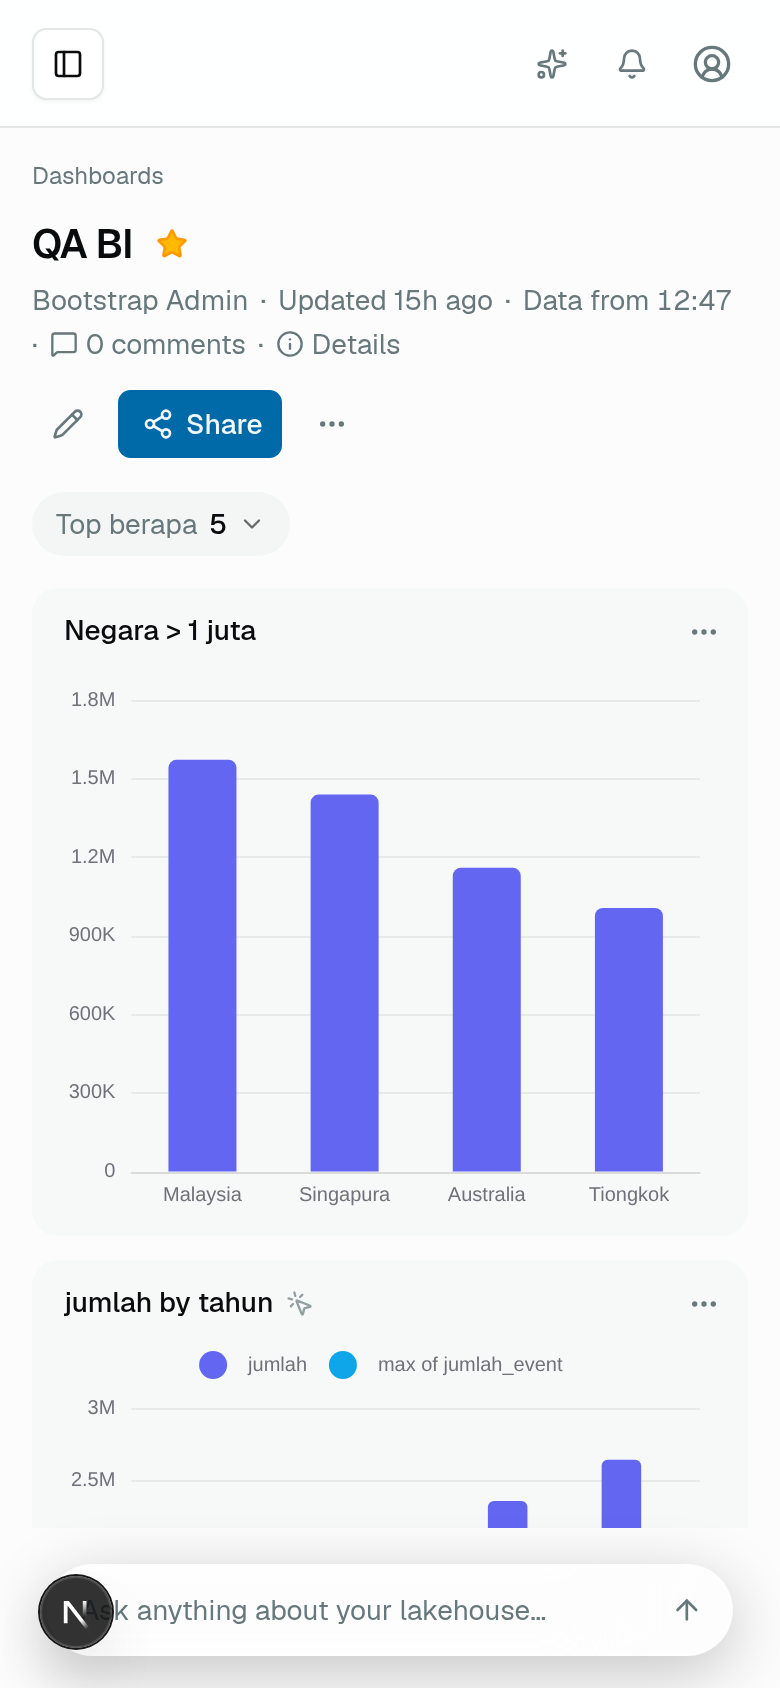 Dashboards
QA BI
Bootstrap Admin · Updated 15h ago · Data from 12:47
· 0 comments · Details
Share
Top berapa 5
Negara > 1 juta
1.8M
1.5M
1.2M
900K
600K
300K
0
Malaysia Singapura Australia Tiongkok
jumlah by tahun
jumlah max of jumlah_event
3M
2.5M
N
Ask anything about your lakehouse...